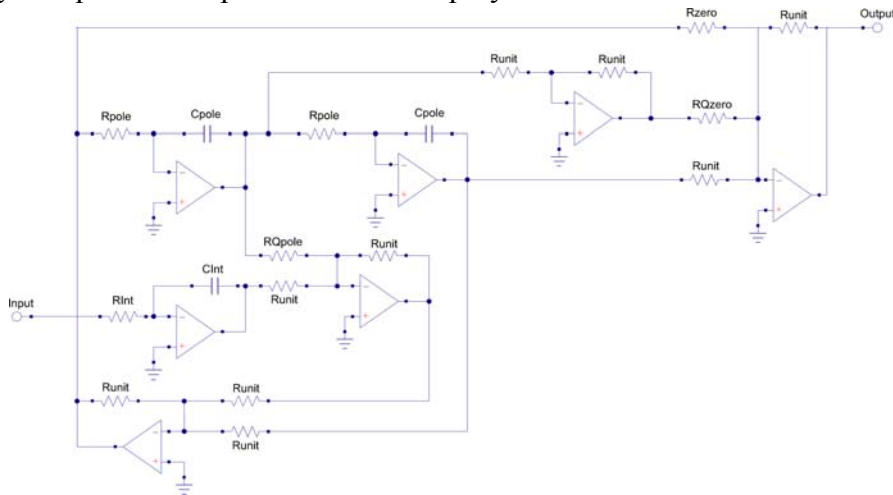 Rzero Runit Output
Runit Runit
Rpole Cpole Rpole Cpole RQzero
Runit
RQpole Runit
CInt
Input RInt Runit
Runit Runit
Runit